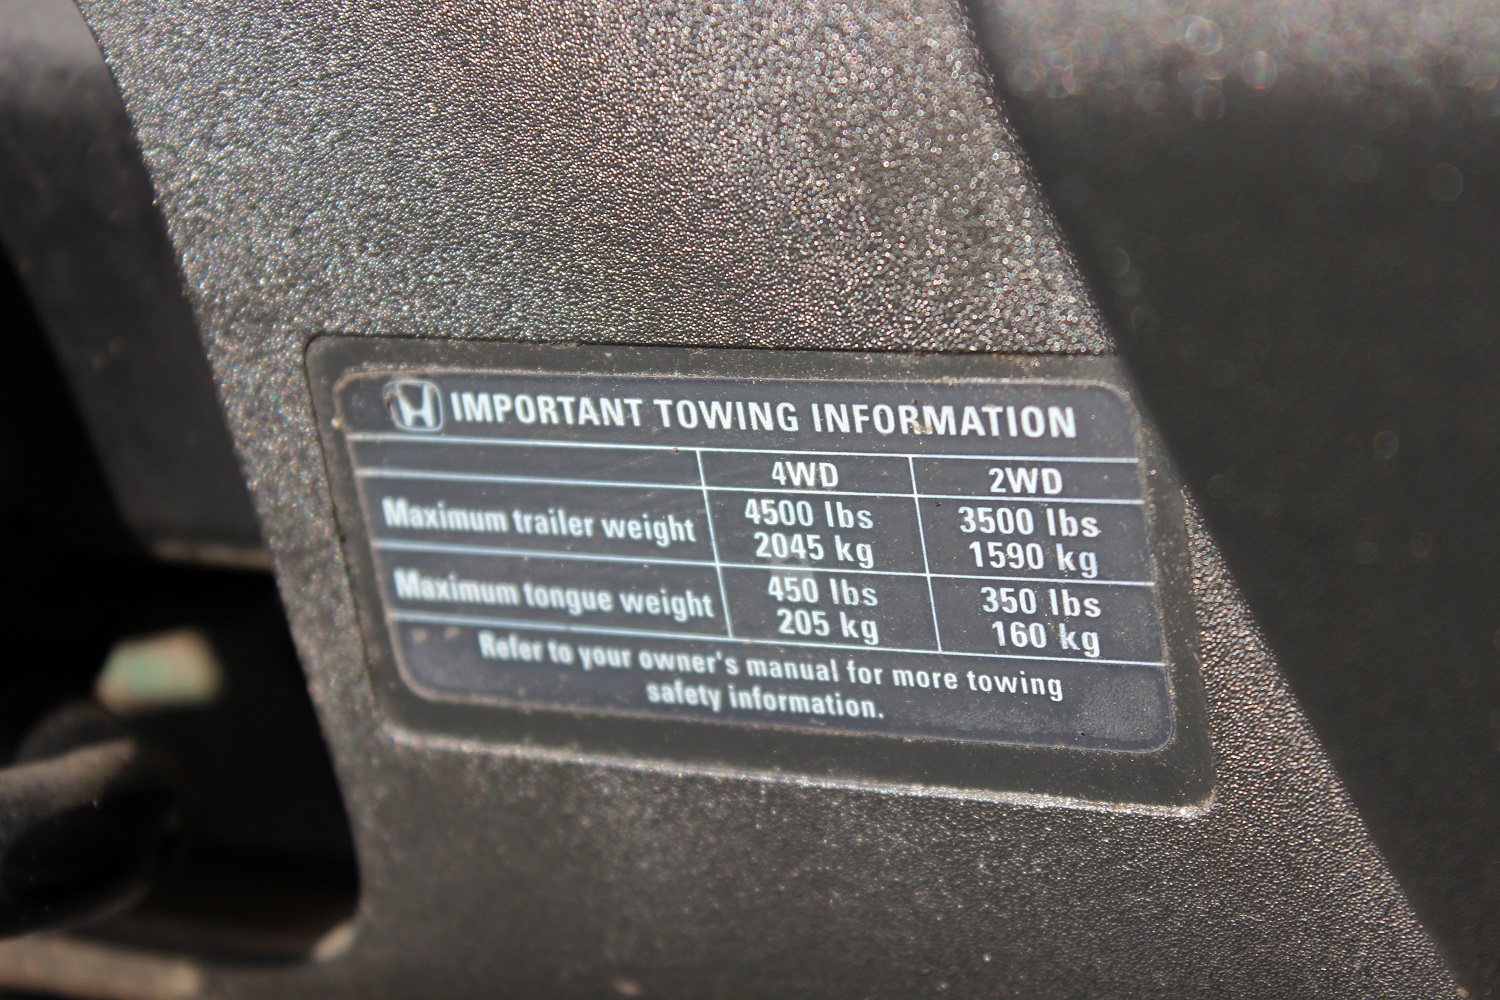 IMPORTANT TOWING INFORMATION
4WD 2WD
Maximum trailer weight 4500 lbs 3500 lbs
2045 kg 1590 kg
Maximum tongue weight 450 lbs 350 lbs
205 kg 160 kg
Refer to your owner's manual for more towing
safety information.